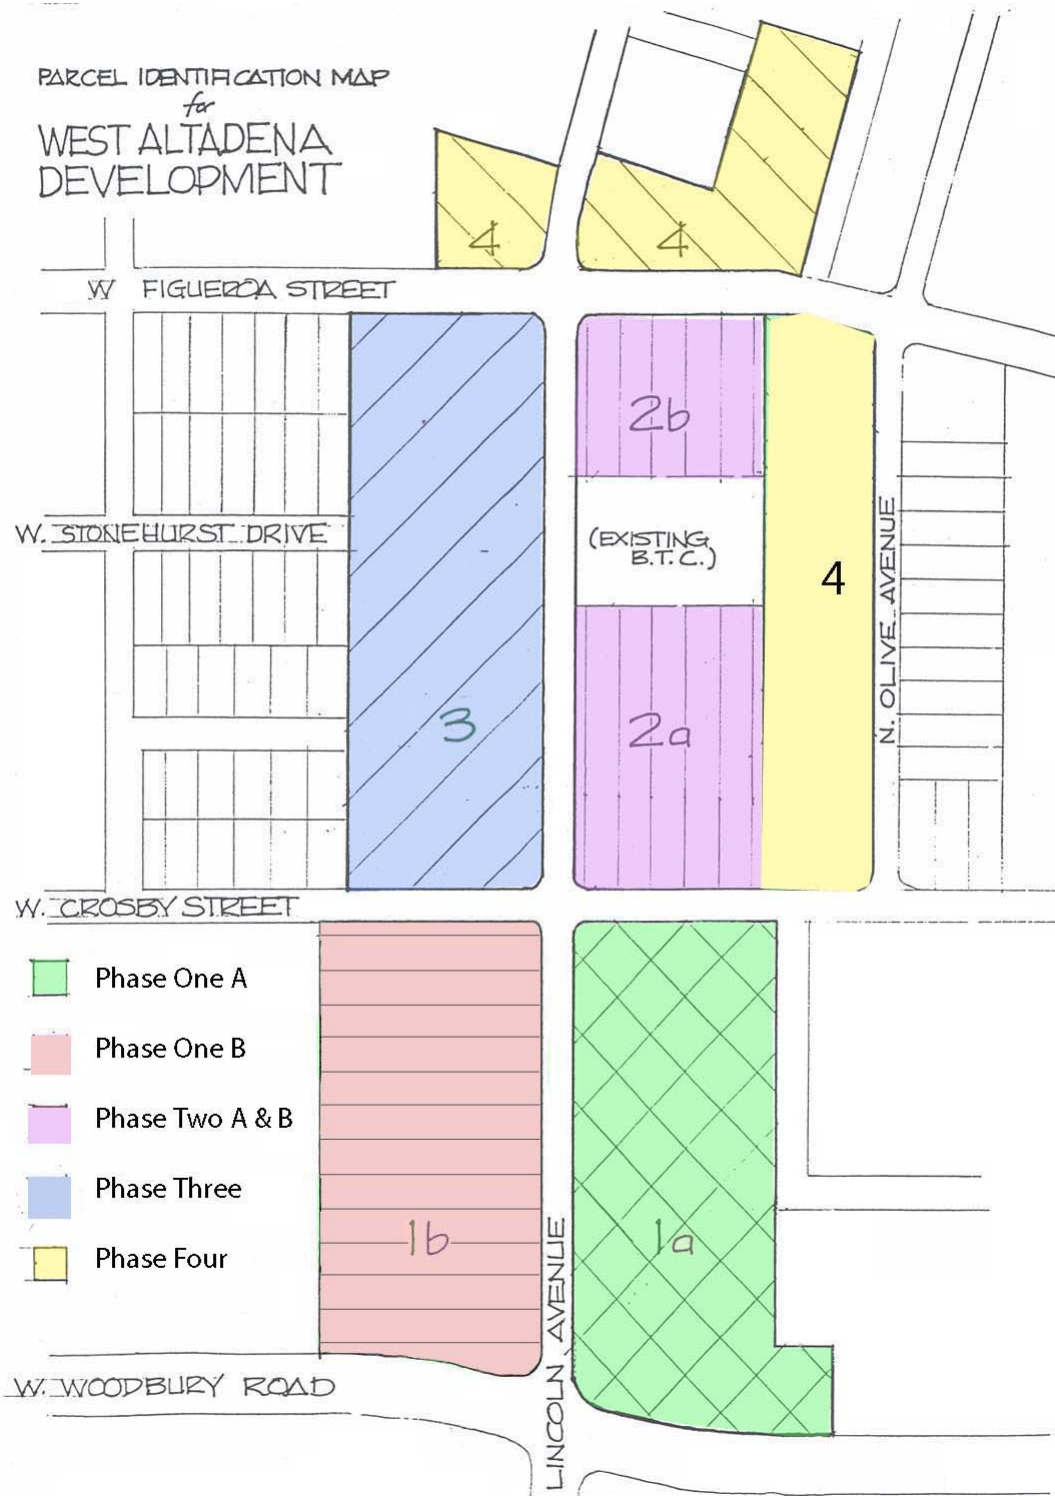 PARCEL IDENTIFICATION MAP
for
WEST ALTADENA
DEVELOPMENT
4
4
W FIGUEROA STREET
2b
W. STONEHURST DRIVE
(EXISTING
B.T.C.)
4
N. OLIVE AVENUE
3
2a
W. CROSBY STREET
Phase One A
Phase One B
Phase Two A & B
Phase Three
1b
1a
Phase Four
LINCOLN AVENUE
W. WOODBURY ROAD